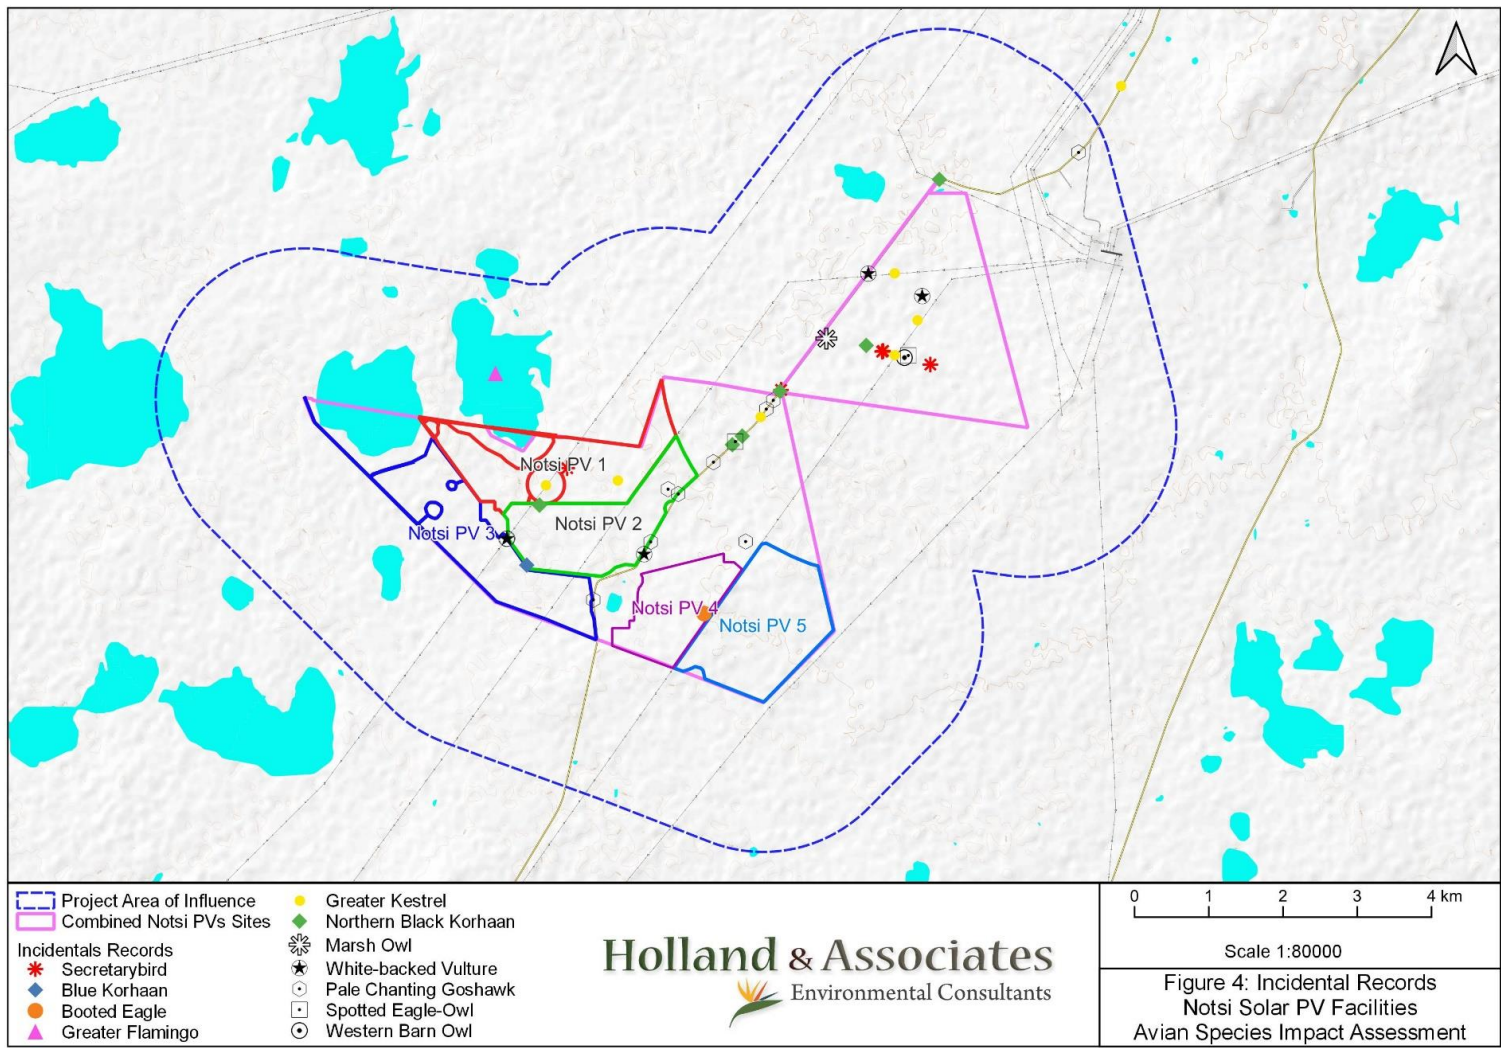 Notsi PV 1
Notsi PV 2
Notsi PV 3
Notsi PV 4
Notsi PV 5
Project Area of Influence
Combined Notsi PVs Sites
Incidentals Records
Secretarybird
Blue Korhaan
Booted Eagle
Greater Flamingo
Greater Kestrel
Northern Black Korhaan
Marsh Owl
White-backed Vulture
Pale Chanting Goshawk
Spotted Eagle-Owl
Western Barn Owl
Holland & Associates
Environmental Consultants
0 1 2 3 4 km
Scale 1:80000
Figure 4: Incidental Records
Notsi Solar PV Facilities
Avian Species Impact Assessment